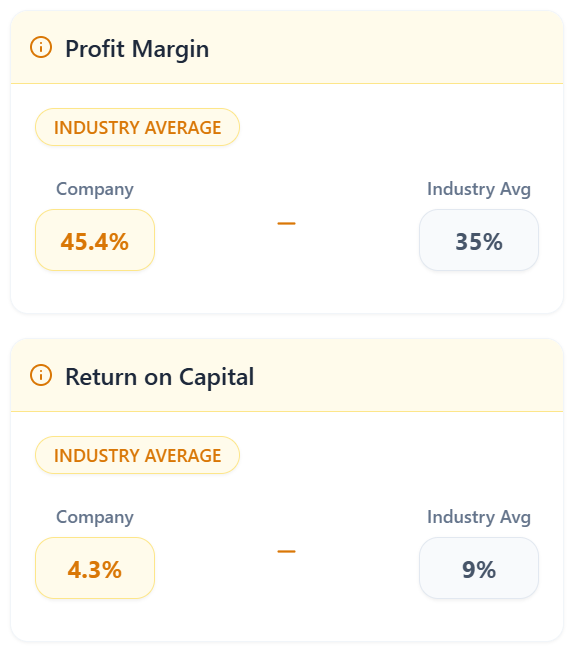 Profit Margin
INDUSTRY AVERAGE
Company
Industry Avg
45.4%
–
35%
Return on Capital
INDUSTRY AVERAGE
Company
Industry Avg
4.3%
–
9%